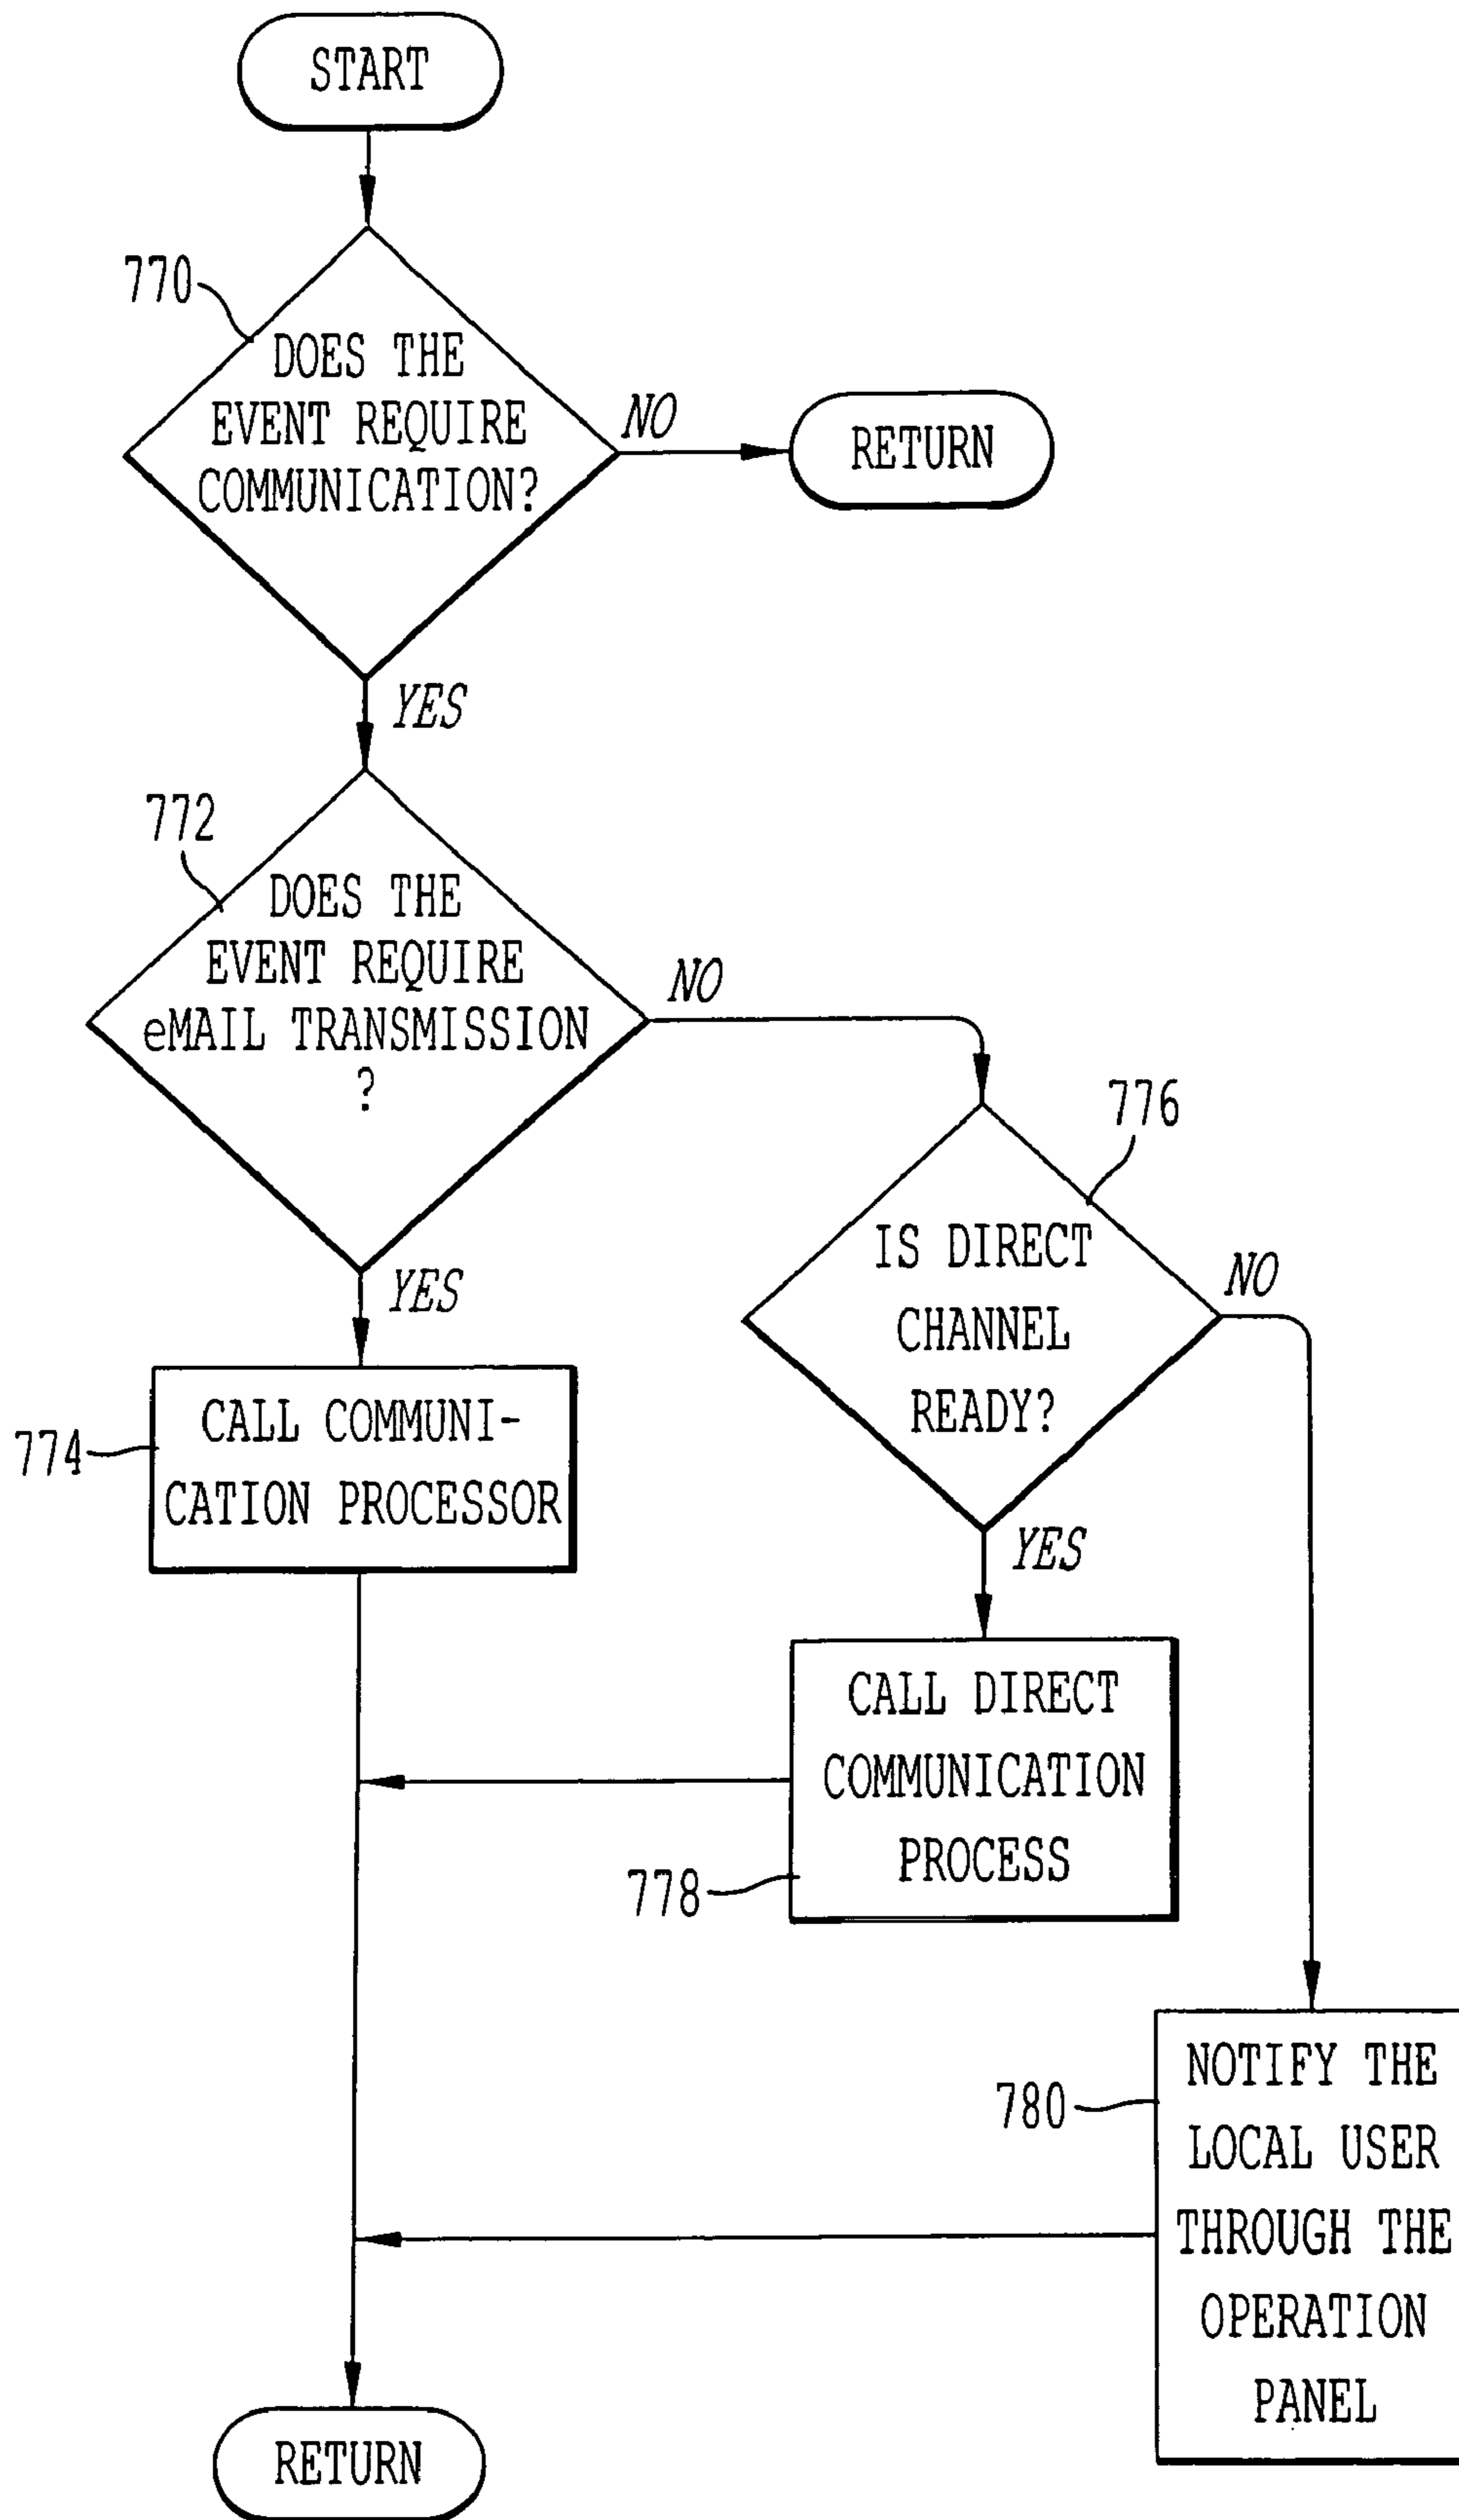 START
770
DOES THE
EVENT REQUIRE
COMMUNICATION?
NO
RETURN
YES
772
DOES THE
EVENT REQUIRE
eMAIL TRANSMISSION
?
NO
YES
776
IS DIRECT
CHANNEL
READY?
NO
YES
774
CALL COMMUNI-
CATION PROCESSOR
CALL DIRECT
COMMUNICATION
PROCESS
778
780
NOTIFY THE
LOCAL USER
THROUGH THE
OPERATION
PANEL
RETURN